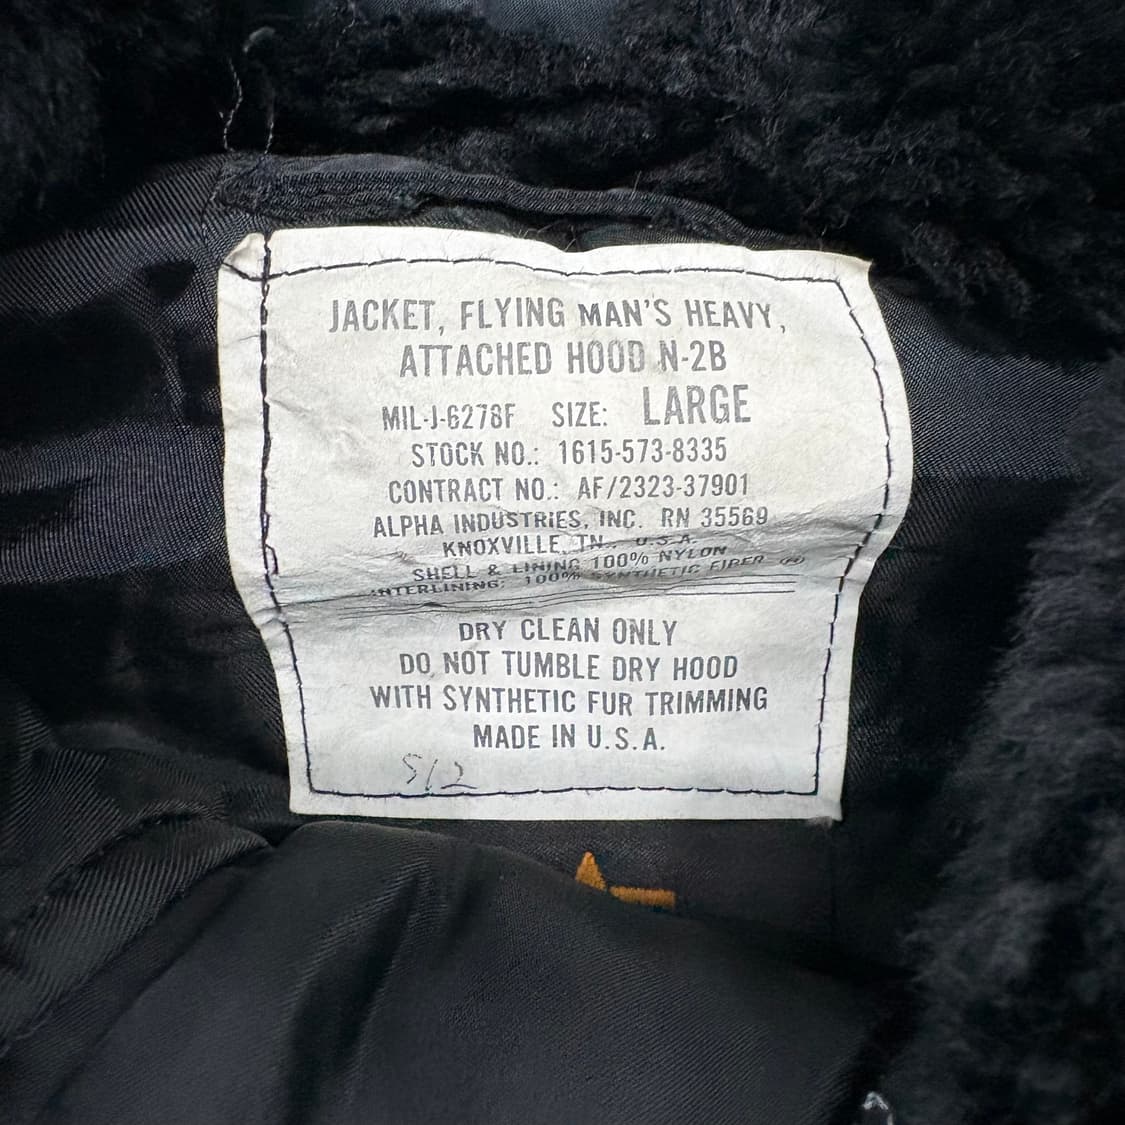 JACKET, FLYING MAN'S HEAVY,
ATTACHED HOOD N-2B
MIL-J-6278F SIZE: LARGE
STOCK NO.: 1615-573-8335
CONTRACT NO.: AF/2323-37901
ALPHA INDUSTRIES, INC. RN 35569
KNOXVILLE, TN., U.S.A.
SHELL & LINING 100% NYLON
INTERLINING: 100% SYNTHETIC FIBER
DRY CLEAN ONLY
DO NOT TUMBLE DRY HOOD
WITH SYNTHETIC FUR TRIMMING
MADE IN U.S.A.
512